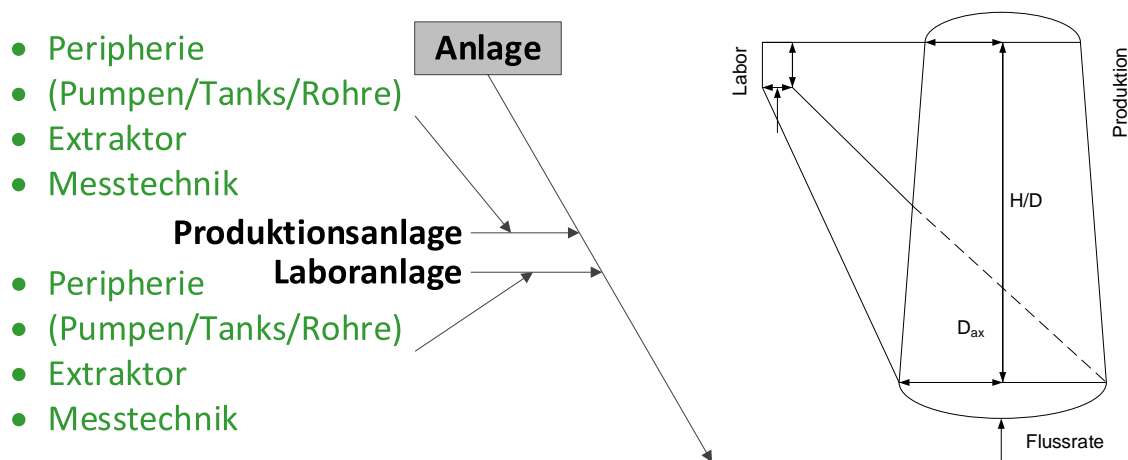 • Peripherie
• (Pumpen/Tanks/Rohre)
• Extraktor
• Messtechnik
Anlage
Produktionsanlage
Laboranlage
• Peripherie
• (Pumpen/Tanks/Rohre)
• Extraktor
• Messtechnik
Labor
Produktion
H/D
Dax
Flussrate